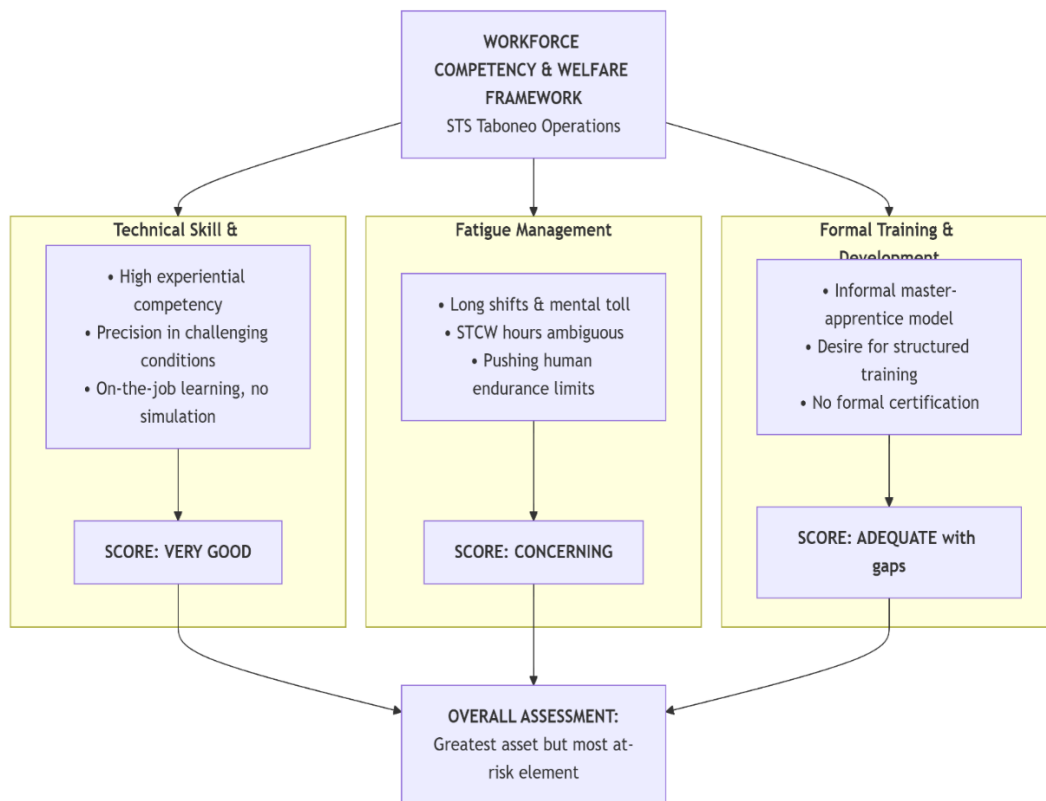 WORKFORCE
COMPETENCY & WELFARE
FRAMEWORK
STS Taboneo Operations
Technical Skill &
• High experiential
competency
• Precision in challenging
conditions
• On-the-job learning, no
simulation
SCORE: VERY GOOD
Fatigue Management
• Long shifts & mental toll
• STCW hours ambiguous
• Pushing human
endurance limits
SCORE: CONCERNING
Formal Training &
Development
• Informal master-
apprentice model
• Desire for structured
training
• No formal certification
SCORE: ADEQUATE with
gaps
OVERALL ASSESSMENT:
Greatest asset but most at-
risk element